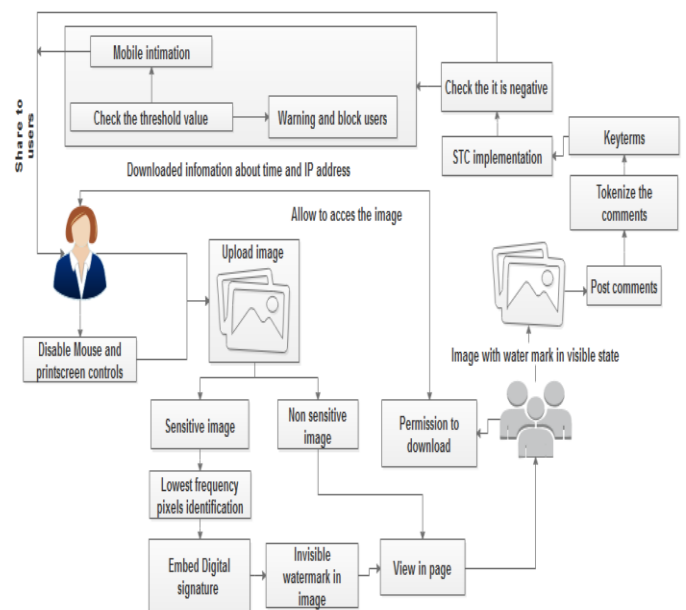 Mobile intimation
Check the it is negative
Check the threshold value
Warning and block users
Share to
users
Keyterms
STC implementation
Downloaded infomation about time and IP address
Tokenize the
comments
Allow to acces the image
Upload image
Post comments
Disable Mouse and
printscreen controls
Image with water mark in visible state
Sensitive image
Non sensitive
image
Permission to
download
Lowest frequency
pixels identification
Embed Digital
signature
Invisible
watermark in
image
View in page